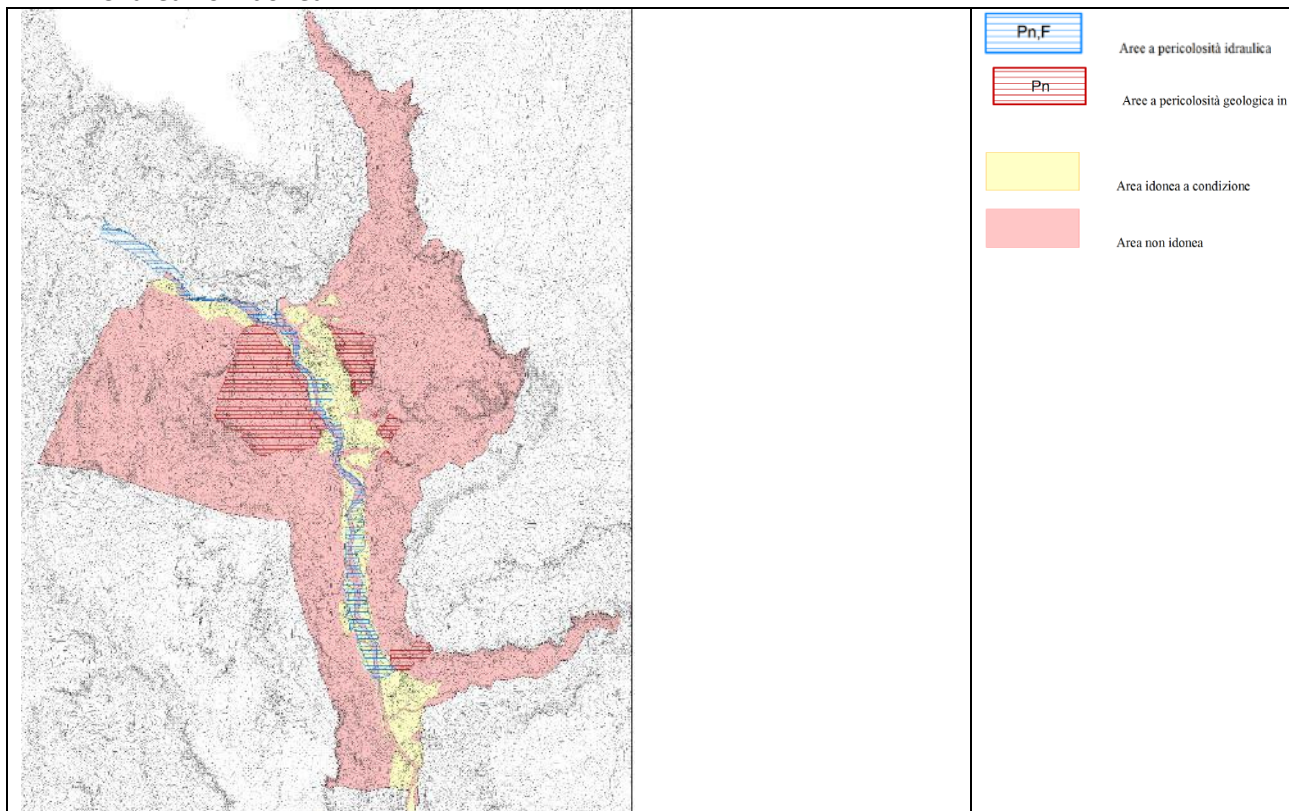 Pn,F
Aree a pericolosità idraulica
Pn
Aree a pericolosità geologica in
Area idonea a condizione
Area non idonea